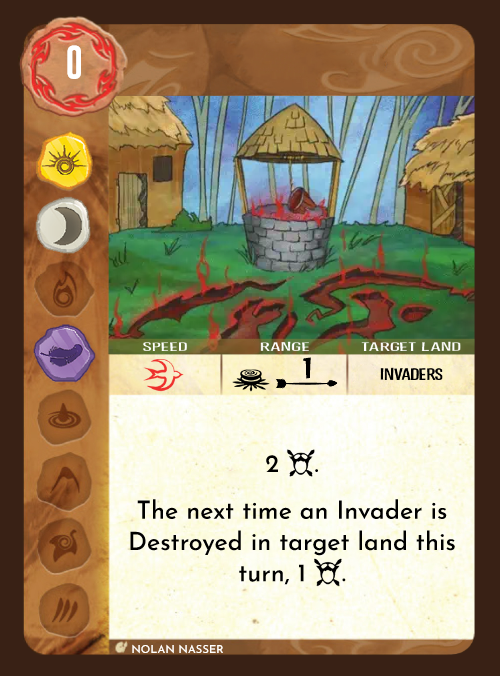 0
SPEED RANGE TARGET LAND
1 INVADERS
2 .
The next time an Invader is
Destroyed in target land this
turn, 1 .
NOLAN NASSER